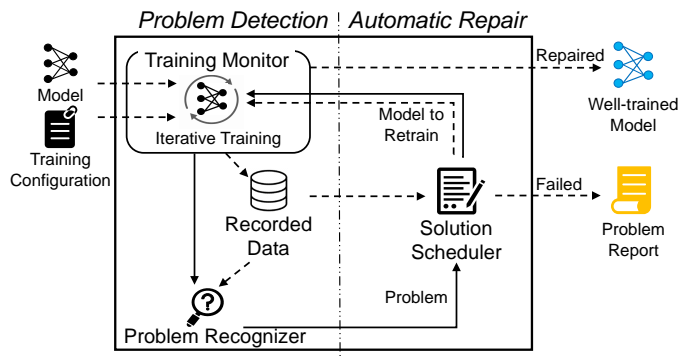 Problem Detection
Automatic Repair
Training Monitor
Iterative Training
Model
Training
Configuration
Recorded
Data
?
Problem Recognizer
Problem
Model to
Retrain
Solution
Scheduler
Repaired
Well-trained
Model
Failed
Problem
Report